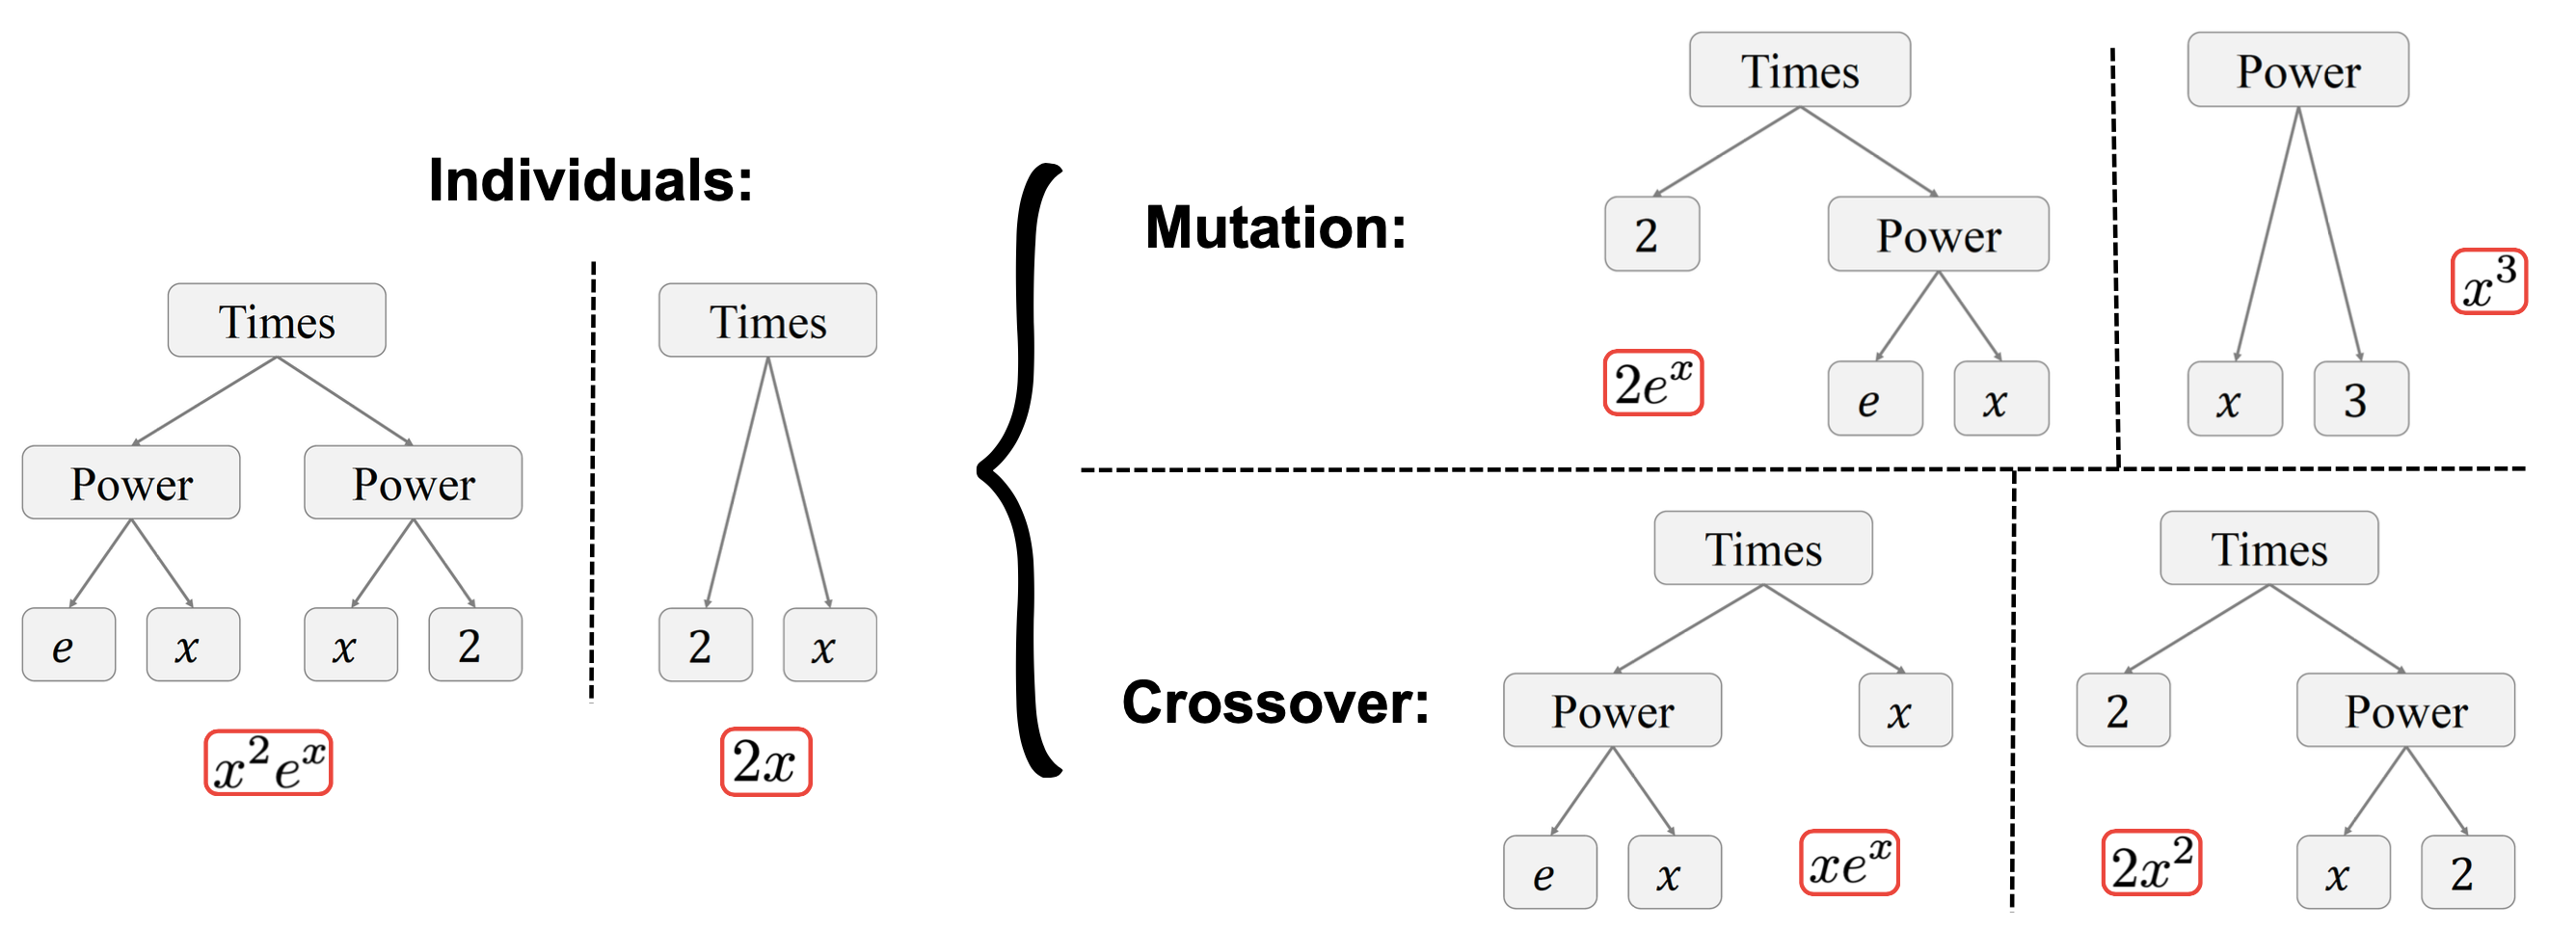 Individuals:
Times
Power Power
e x x 2
x²eˣ
Times
2 x
2x
Mutation:
Times
2 Power
e x
2eˣ
Power
x 3
x³
Crossover:
Times
Power x
e x
xeˣ
Times
2 Power
x 2
2x²